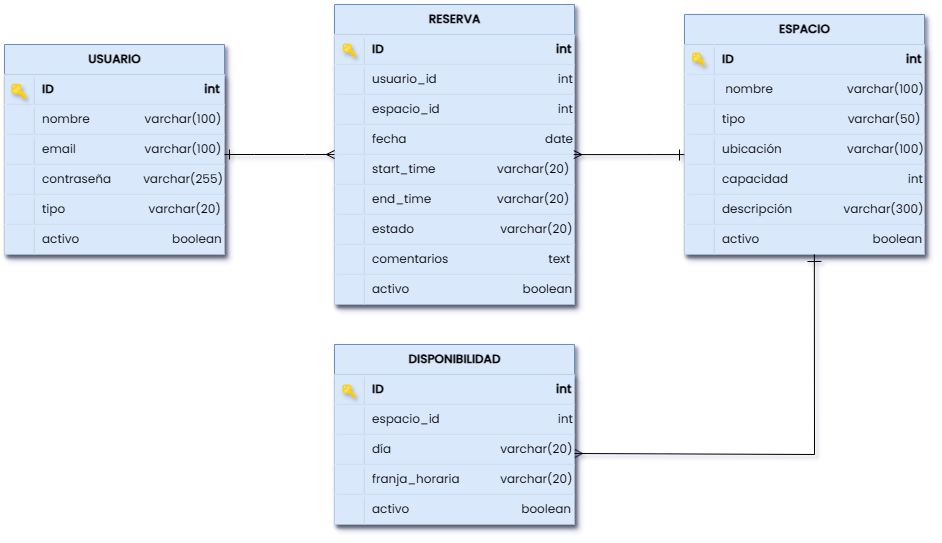 USUARIO
ID int
nombre varchar(100)
email varchar(100)
contraseña varchar(255)
tipo varchar(20)
activo boolean
RESERVA
ID int
usuario_id int
espacio_id int
fecha date
start_time varchar(20)
end_time varchar(20)
estado varchar(20)
comentarios text
activo boolean
ESPACIO
ID int
nombre varchar(100)
tipo varchar(50)
ubicación varchar(100)
capacidad int
descripción varchar(300)
activo boolean
DISPONIBILIDAD
ID int
espacio_id int
día varchar(20)
franja_horaria varchar(20)
activo boolean